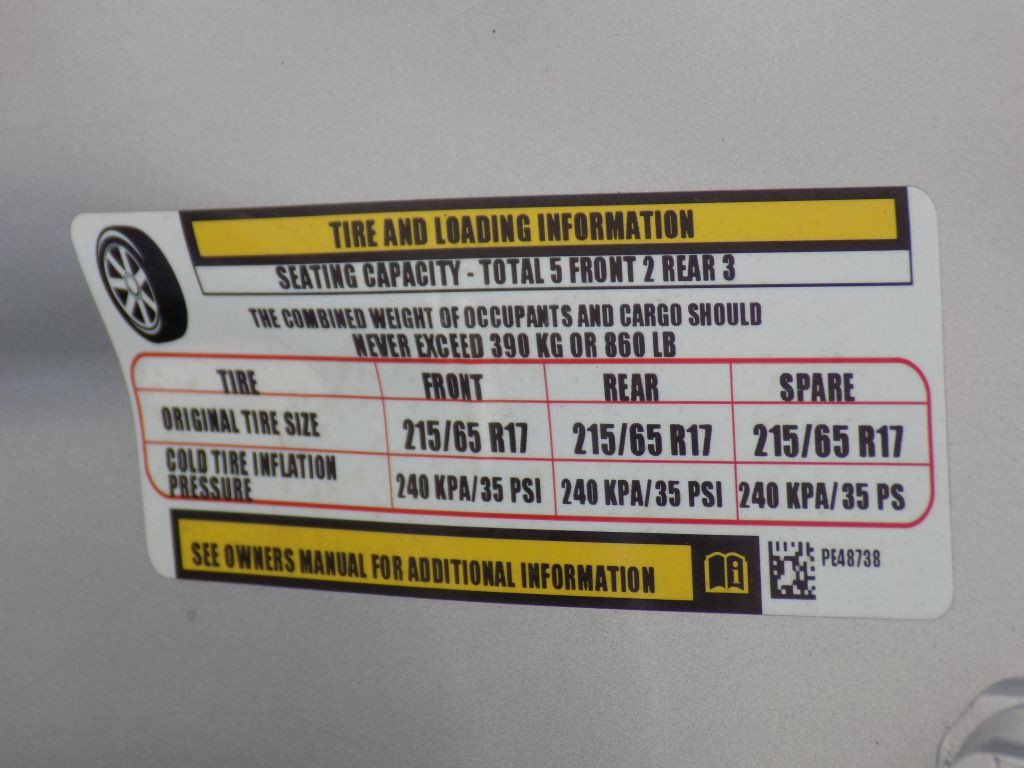 TIRE AND LOADING INFORMATION
SEATING CAPACITY - TOTAL 5 FRONT 2 REAR 3
THE COMBINED WEIGHT OF OCCUPANTS AND CARGO SHOULD
NEVER EXCEED 390 KG OR 860 LB
TIRE FRONT REAR SPARE
ORIGINAL TIRE SIZE 215/65 R17 215/65 R17 215/65 R17
COLD TIRE INFLATION
PRESSURE 240 KPA/35 PSI 240 KPA/35 PSI 240 KPA/35 PS
SEE OWNERS MANUAL FOR ADDITIONAL INFORMATION
PE48738